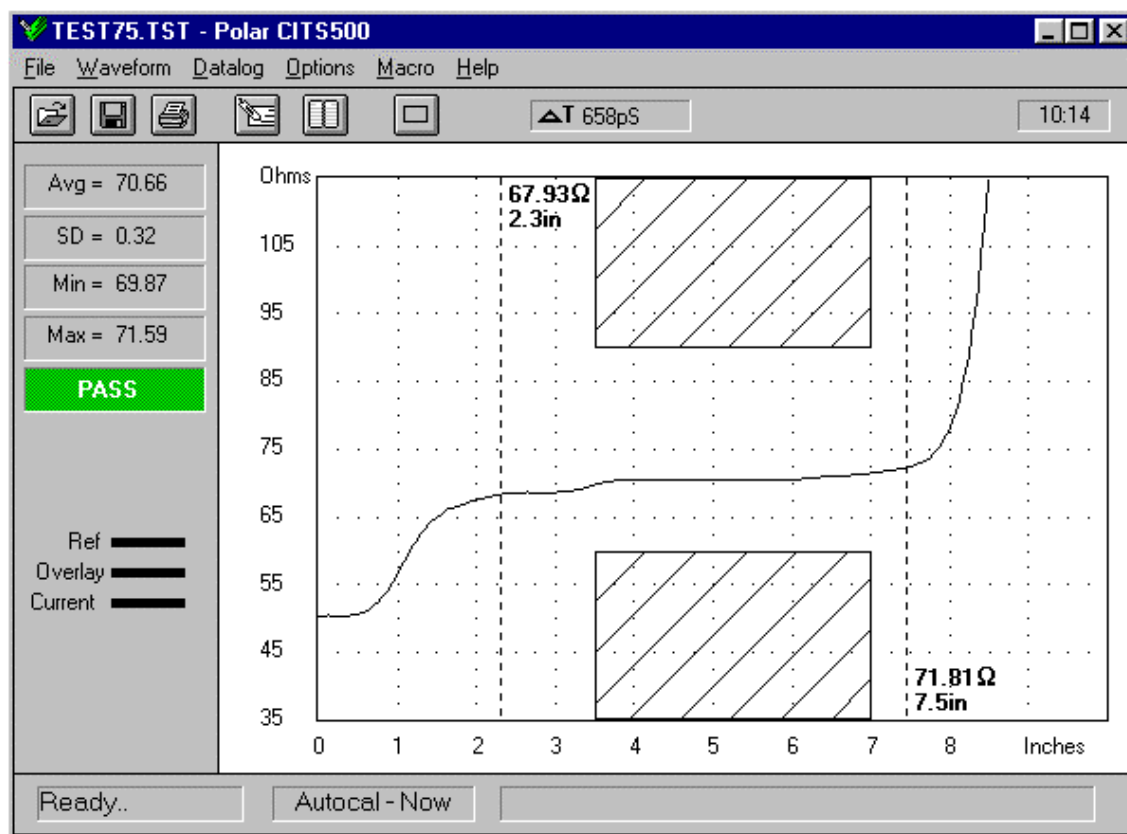 TEST75.TST - Polar CITS500
File Waveform Datalog Options Macro Help
ΔT 658pS
10:14
Avg = 70.66
SD = 0.32
Min = 69.87
Max = 71.59
PASS
Ref
Overlay
Current
Ohms
105
95
85
75
65
55
45
35
67.93Ω
2.3in
71.81Ω
7.5in
0 1 2 3 4 5 6 7 8 Inches
Ready..
Autocal - Now